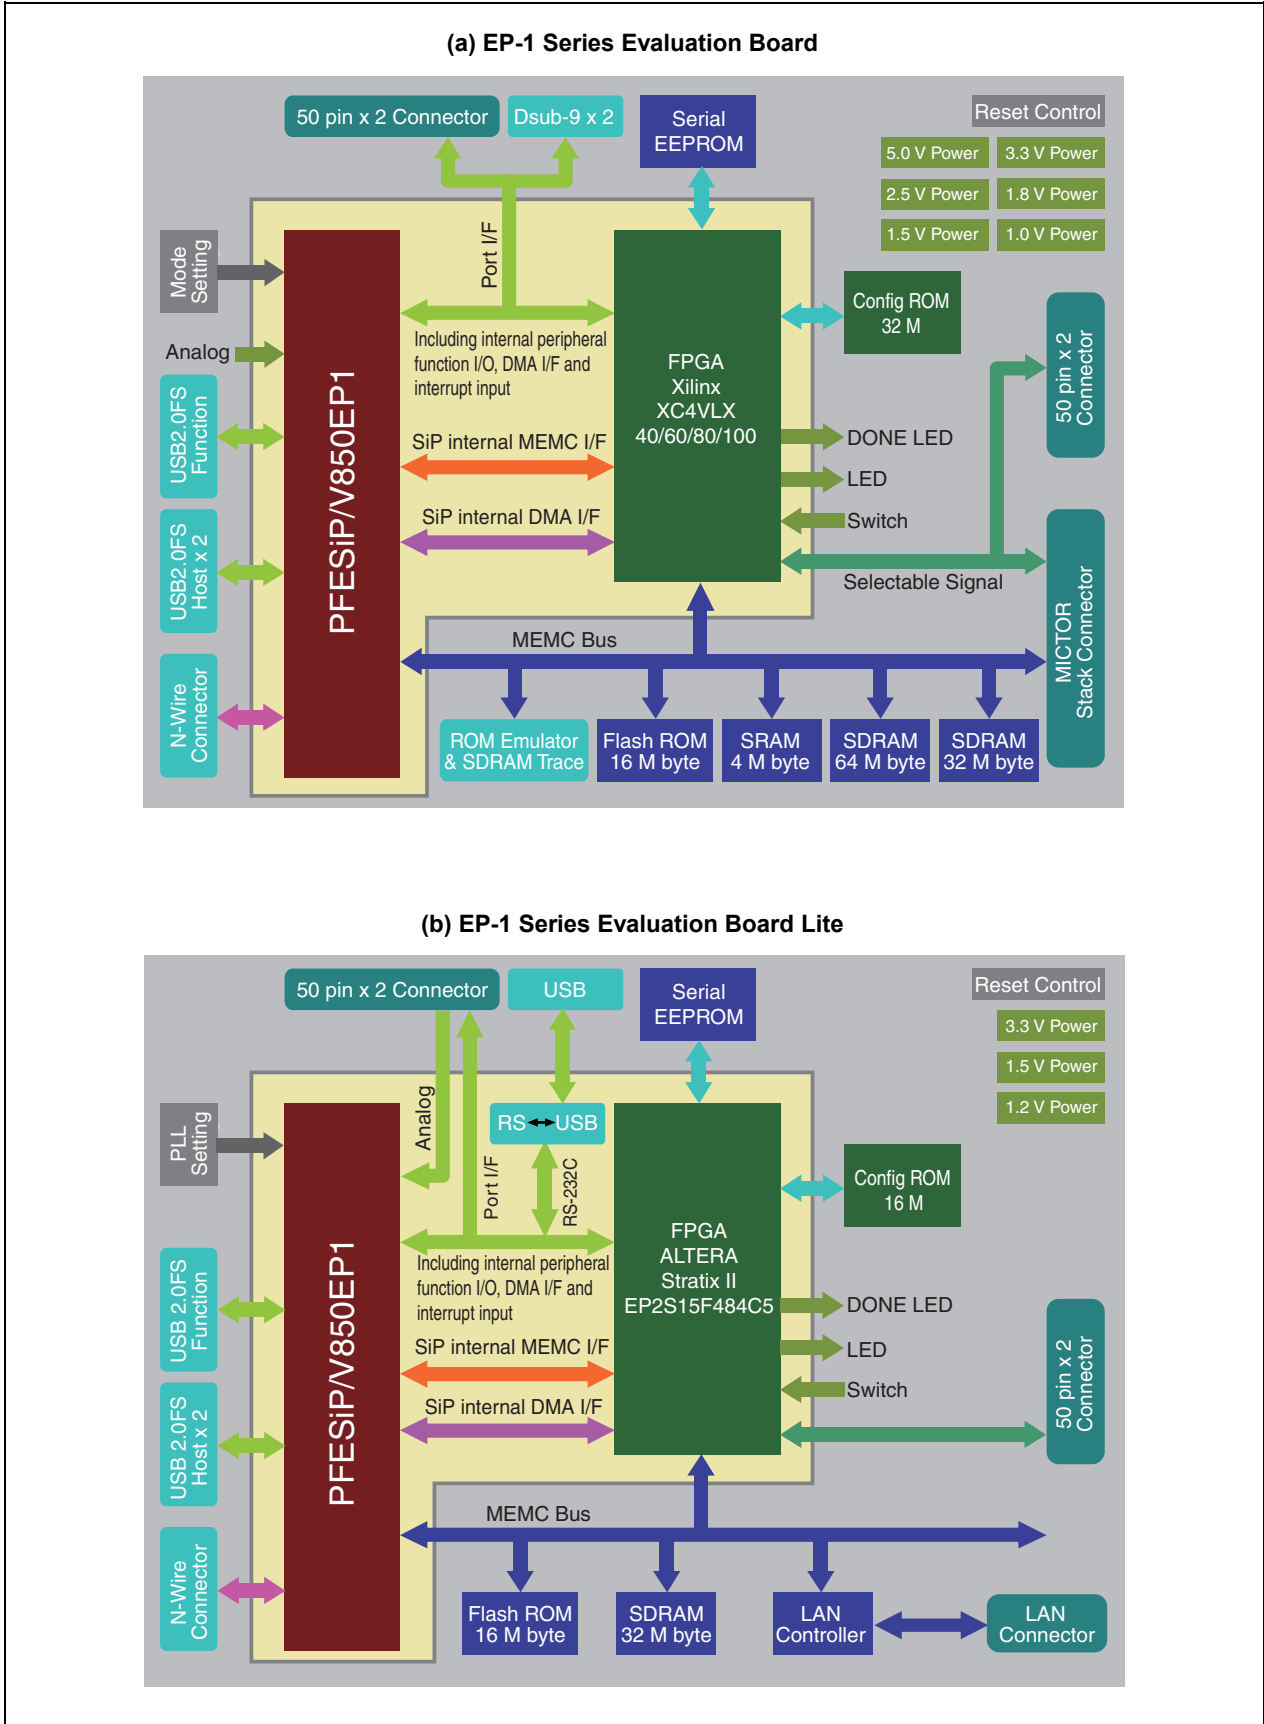 (a) EP-1 Series Evaluation Board
50 pin x 2 Connector
Dsub-9 x 2
Serial
EEPROM
Reset Control
5.0 V Power
3.3 V Power
2.5 V Power
1.8 V Power
1.5 V Power
1.0 V Power
Mode
Setting
Analog
USB2.0FS
Function
USB2.0FS
Host x 2
N-Wire
Connector
PFESiP/V850EP1
Port I/F
Including internal peripheral
function I/O, DMA I/F and
interrupt input
SiP internal MEMC I/F
SiP internal DMA I/F
FPGA
Xilinx
XC4VLX
40/60/80/100
Config ROM
32 M
DONE LED
LED
Switch
Selectable Signal
50 pin x 2
Connector
MICTOR
Stack Connector
MEMC Bus
ROM Emulator
& SDRAM Trace
Flash ROM
16 M byte
SRAM
4 M byte
SDRAM
64 M byte
SDRAM
32 M byte
(b) EP-1 Series Evaluation Board Lite
50 pin x 2 Connector
USB
Serial
EEPROM
Reset Control
3.3 V Power
1.5 V Power
1.2 V Power
PLL
Setting
USB 2.0FS
Function
USB 2.0FS
Host x 2
N-Wire
Connector
PFESiP/V850EP1
Analog
Port I/F
RS USB
RS-232C
Including internal peripheral
function I/O, DMA I/F and
interrupt input
SiP internal MEMC I/F
SiP internal DMA I/F
FPGA
ALTERA
Stratix II
EP2S15F484C5
Config ROM
16 M
DONE LED
LED
Switch
50 pin x 2
Connector
MEMC Bus
Flash ROM
16 M byte
SDRAM
32 M byte
LAN
Controller
LAN
Connector